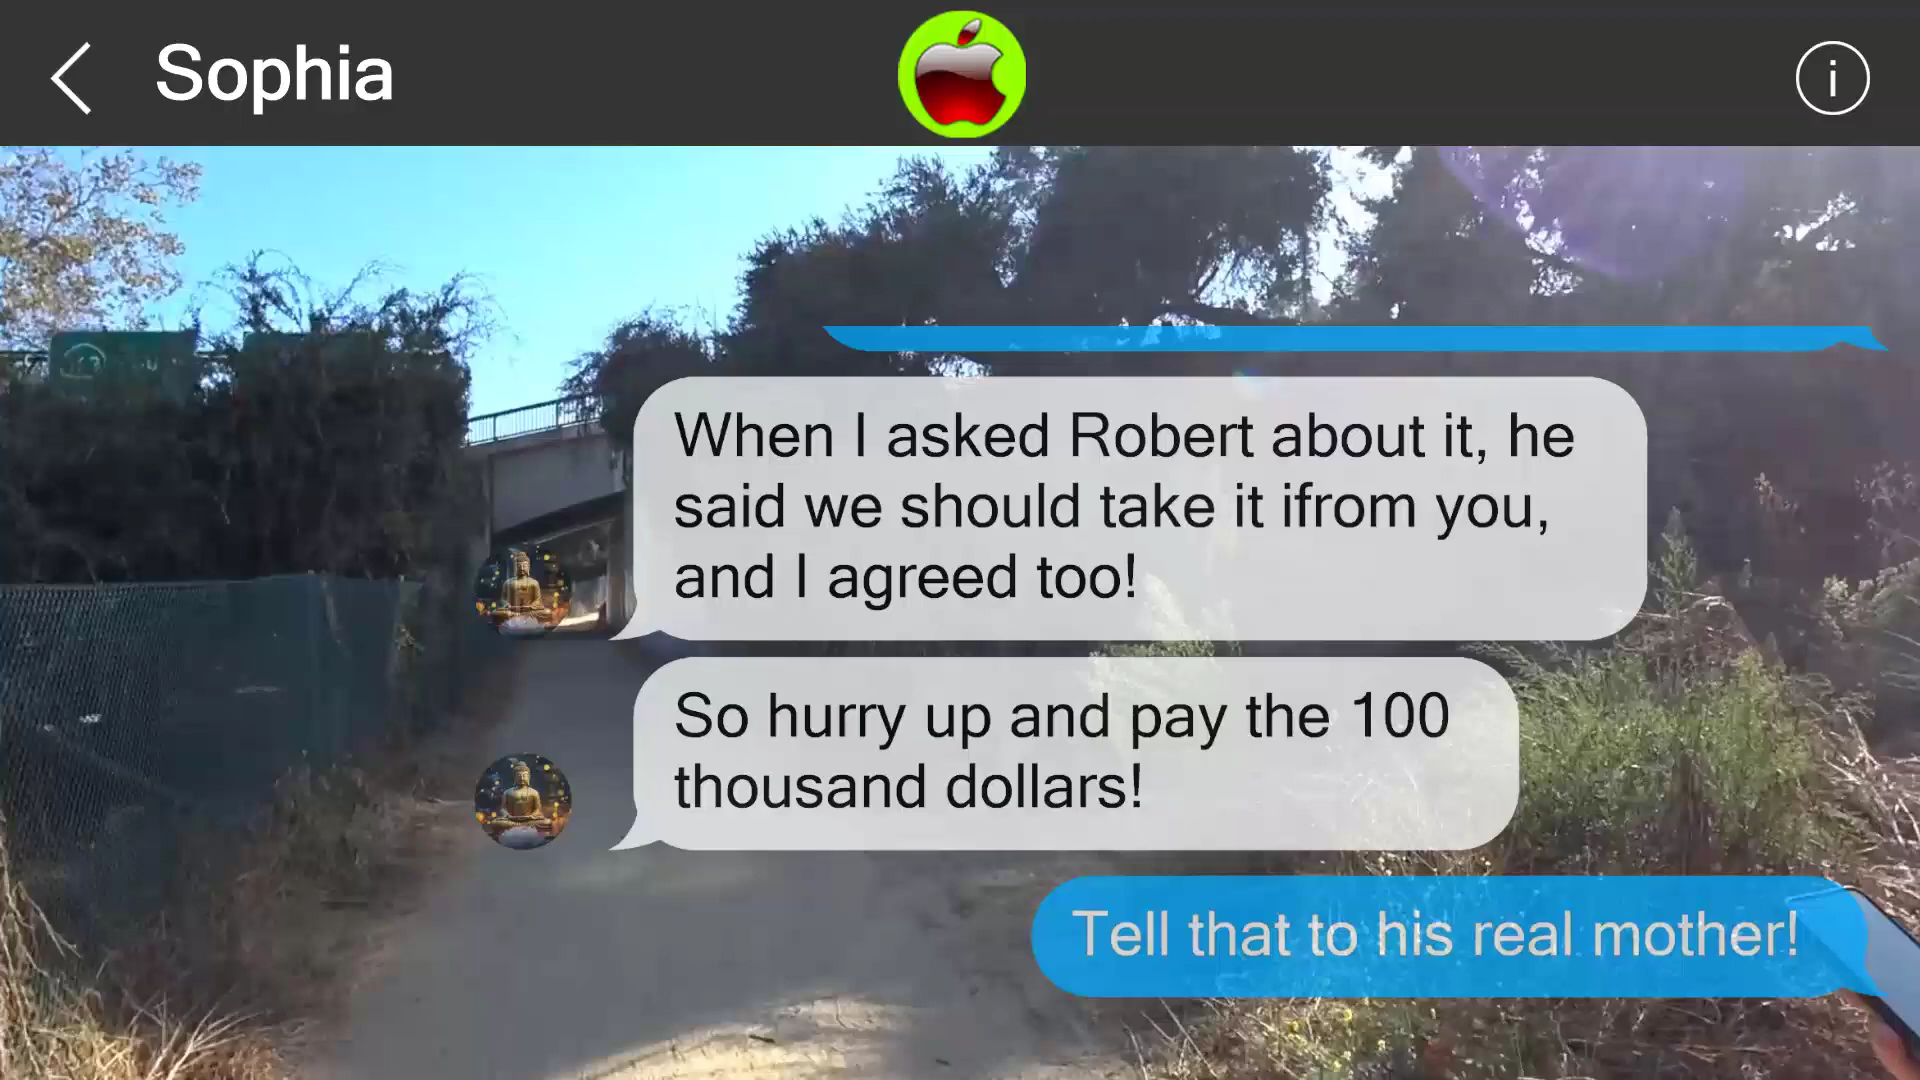 Sophia
i
When I asked Robert about it, he
said we should take it ifrom you,
and I agreed too!
So hurry up and pay the 100
thousand dollars!
Tell that to his real mother!